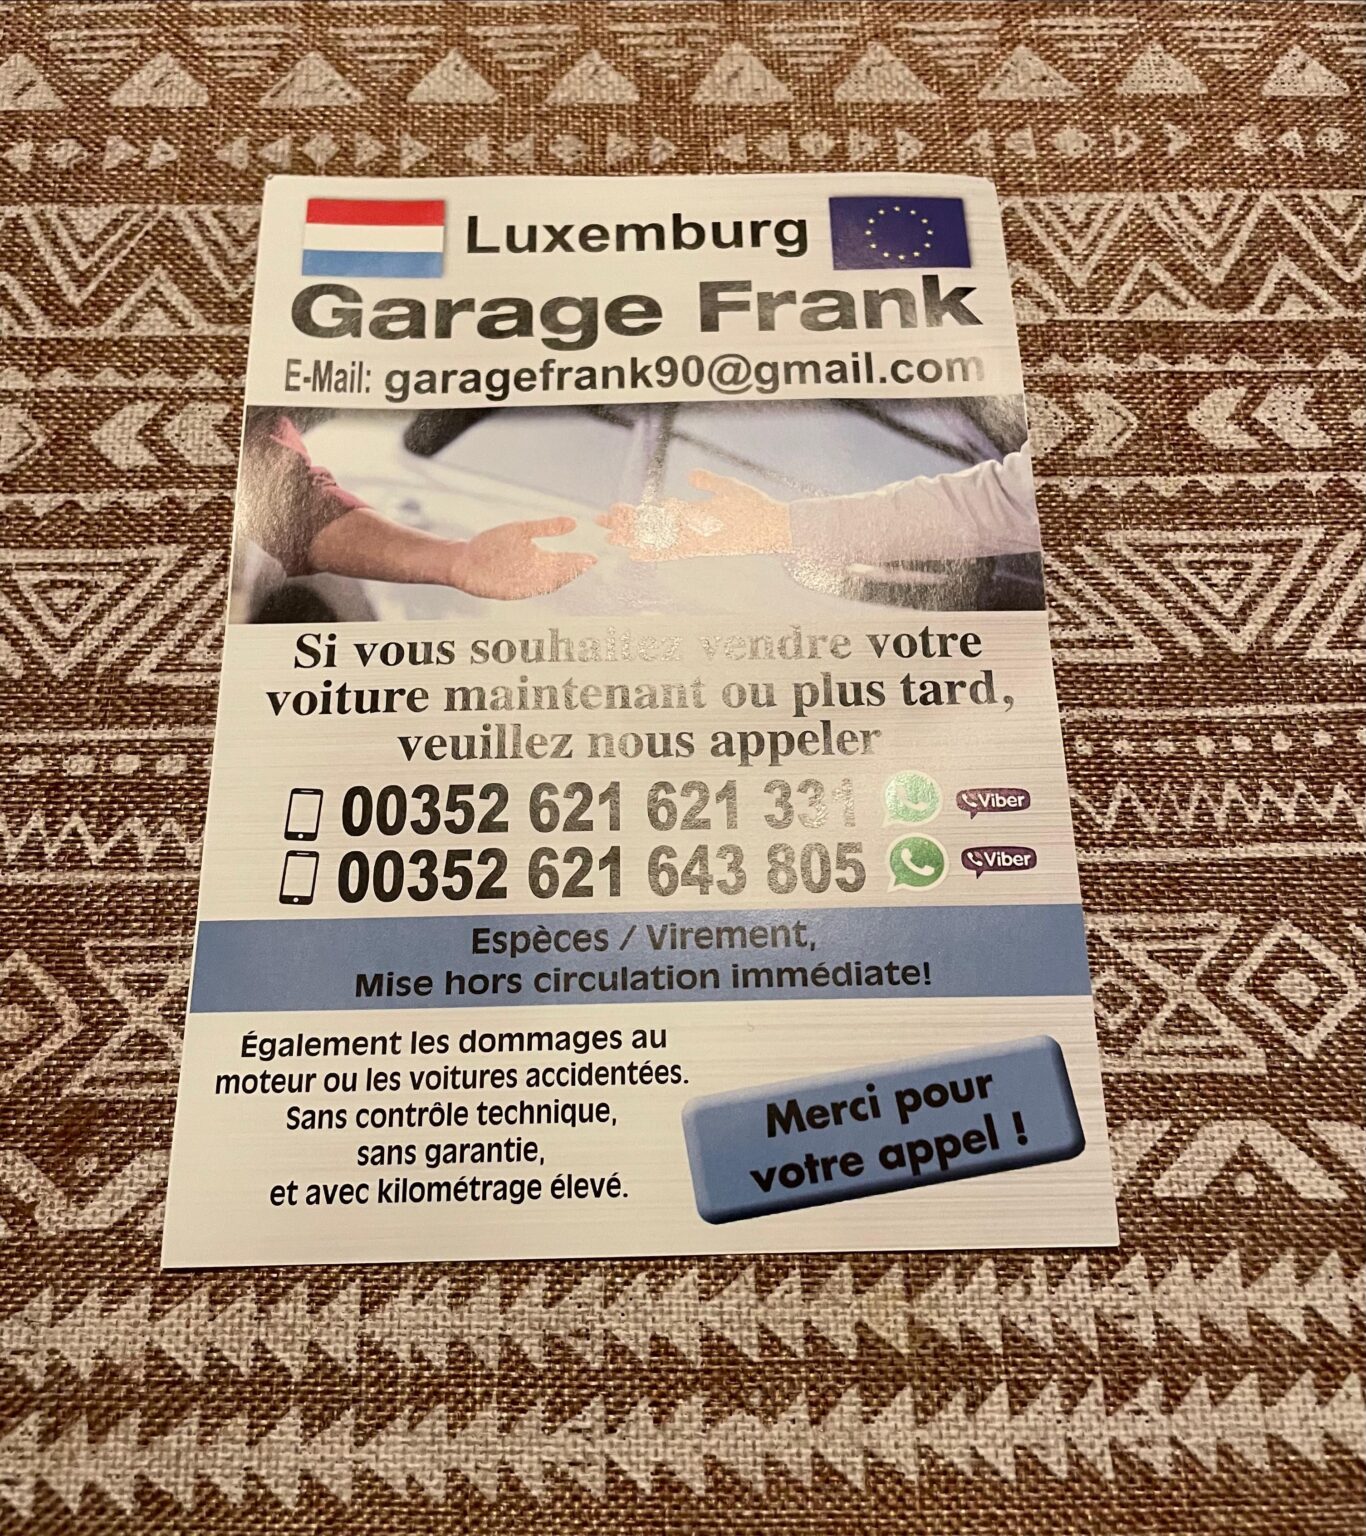 Luxemburg
Garage Frank
E-Mail: garagefrank90@gmail.com
Si vous souhaitez vendre votre
voiture maintenant ou plus tard,
veuillez nous appeler
00352 621 621 331 Viber
00352 621 643 805 Viber
Espèces / Virement,
Mise hors circulation immédiate!
Également les dommages au
moteur ou les voitures accidentées.
Sans contrôle technique,
sans garantie,
et avec kilométrage élevé.
Merci pour
votre appel !